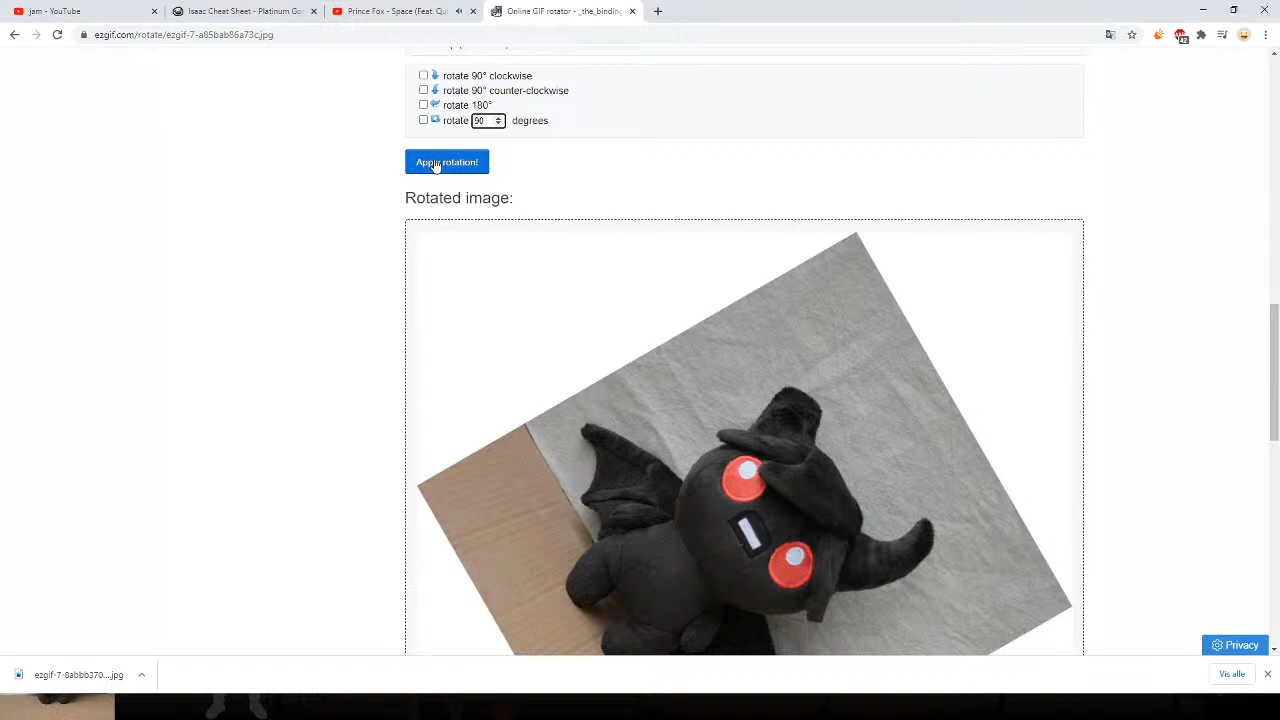 jam - YouTube
Isaac Cheat Sheet - Platinum Go
Prince Fox - Space (Feat. Qu
Online GIF rotator - _the_binding
ezgif.com/rotate/ezgif-7-a85bab86a73c.jpg
42
rotate 90° clockwise
rotate 90° counter-clockwise
rotate 180°
rotate 90 degrees
Apply rotation!
Rotated image:
Privacy
ezgif-7-8abbb370....jpg
Vis alle